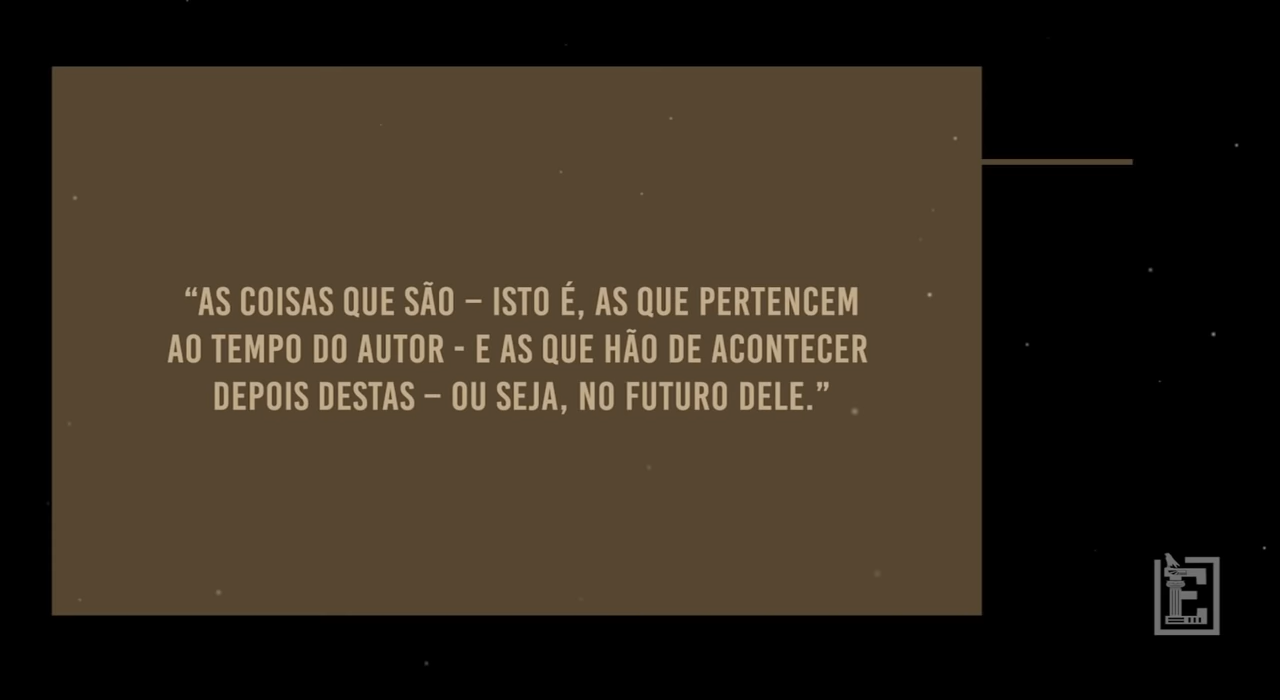 “AS COISAS QUE SÃO – ISTO É, AS QUE PERTENCEM
AO TEMPO DO AUTOR - E AS QUE HÃO DE ACONTECER
DEPOIS DESTAS – OU SEJA, NO FUTURO DELE.”
E